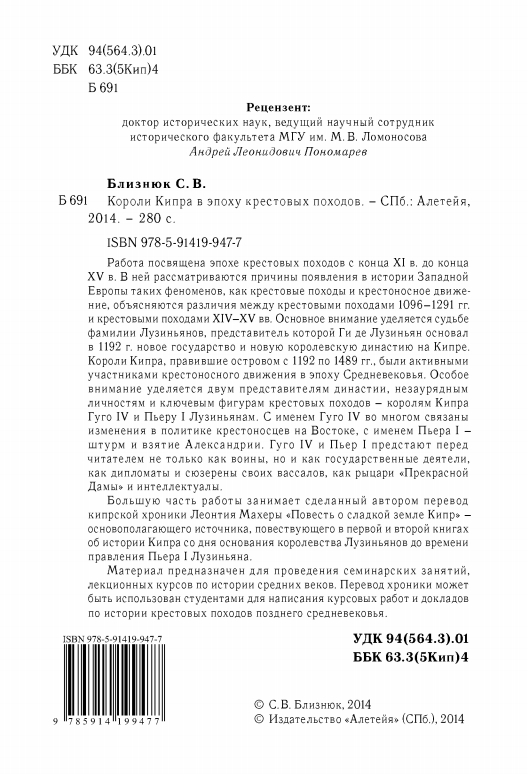 УДК 94(564.3).01
ББК 63.3(5Кип)4
Б 691
Рецензент:
доктор исторических наук, ведущий научный сотрудник
исторического факультета МГУ им. М. В. Ломоносова
Андрей Леонидович Пономарев
Близнюк С. В.
Б 691 Короли Кипра в эпоху крестовых походов. – СПб.: Алетейя,
2014. – 280 с.
ISBN 978-5-91419-947-7
Работа посвящена эпохе крестовых походов с конца XI в. до конца
XV в. В ней рассматриваются причины появления в истории Западной
Европы таких феноменов, как крестовые походы и крестоносное движе-
ние, объясняются различия между крестовыми походами 1096–1291 гг.
и крестовыми походами XIV–XV вв. Основное внимание уделяется судьбе
фамилии Лузиньянов, представитель которой Ги де Лузиньян основал
в 1192 г. новое государство и новую королевскую династию на Кипре.
Короли Кипра, правившие островом с 1192 по 1489 гг., были активными
участниками крестоносного движения в эпоху Средневековья. Особое
внимание уделяется двум представителям династии, незаурядным
личностям и ключевым фигурам крестовых походов – королям Кипра
Гуго IV и Пьеру I Лузиньянам. С именем Гуго IV во многом связаны
изменения в политике крестоносцев на Востоке, с именем Пьера I –
штурм и взятие Александрии. Гуго IV и Пьер I предстают перед
читателем не только как воины, но и как государственные деятели,
как дипломаты и сюзерены своих вассалов, как рыцари «Прекрасной
Дамы» и интеллектуалы.
Большую часть работы занимает сделанный автором перевод
кипрской хроники Леонтия Махеры «Повесть о сладкой земле Кипр» –
основополагающего источника, повествующего в первой и второй книгах
об истории Кипра со дня основания королевства Лузиньянов до времени
правления Пьера I Лузиньяна.
Материал предназначен для проведения семинарских занятий,
лекционных курсов по истории средних веков. Перевод хроники может
быть использован студентами для написания курсовых работ и докладов
по истории крестовых походов позднего средневековья.
ISBN 978-5-91419-947-7
УДК 94(564.3).01
ББК 63.3(5Кип)4
9 785914 199477
© С.В. Близнюк, 2014
© Издательство «Алетейя» (СПб.), 2014